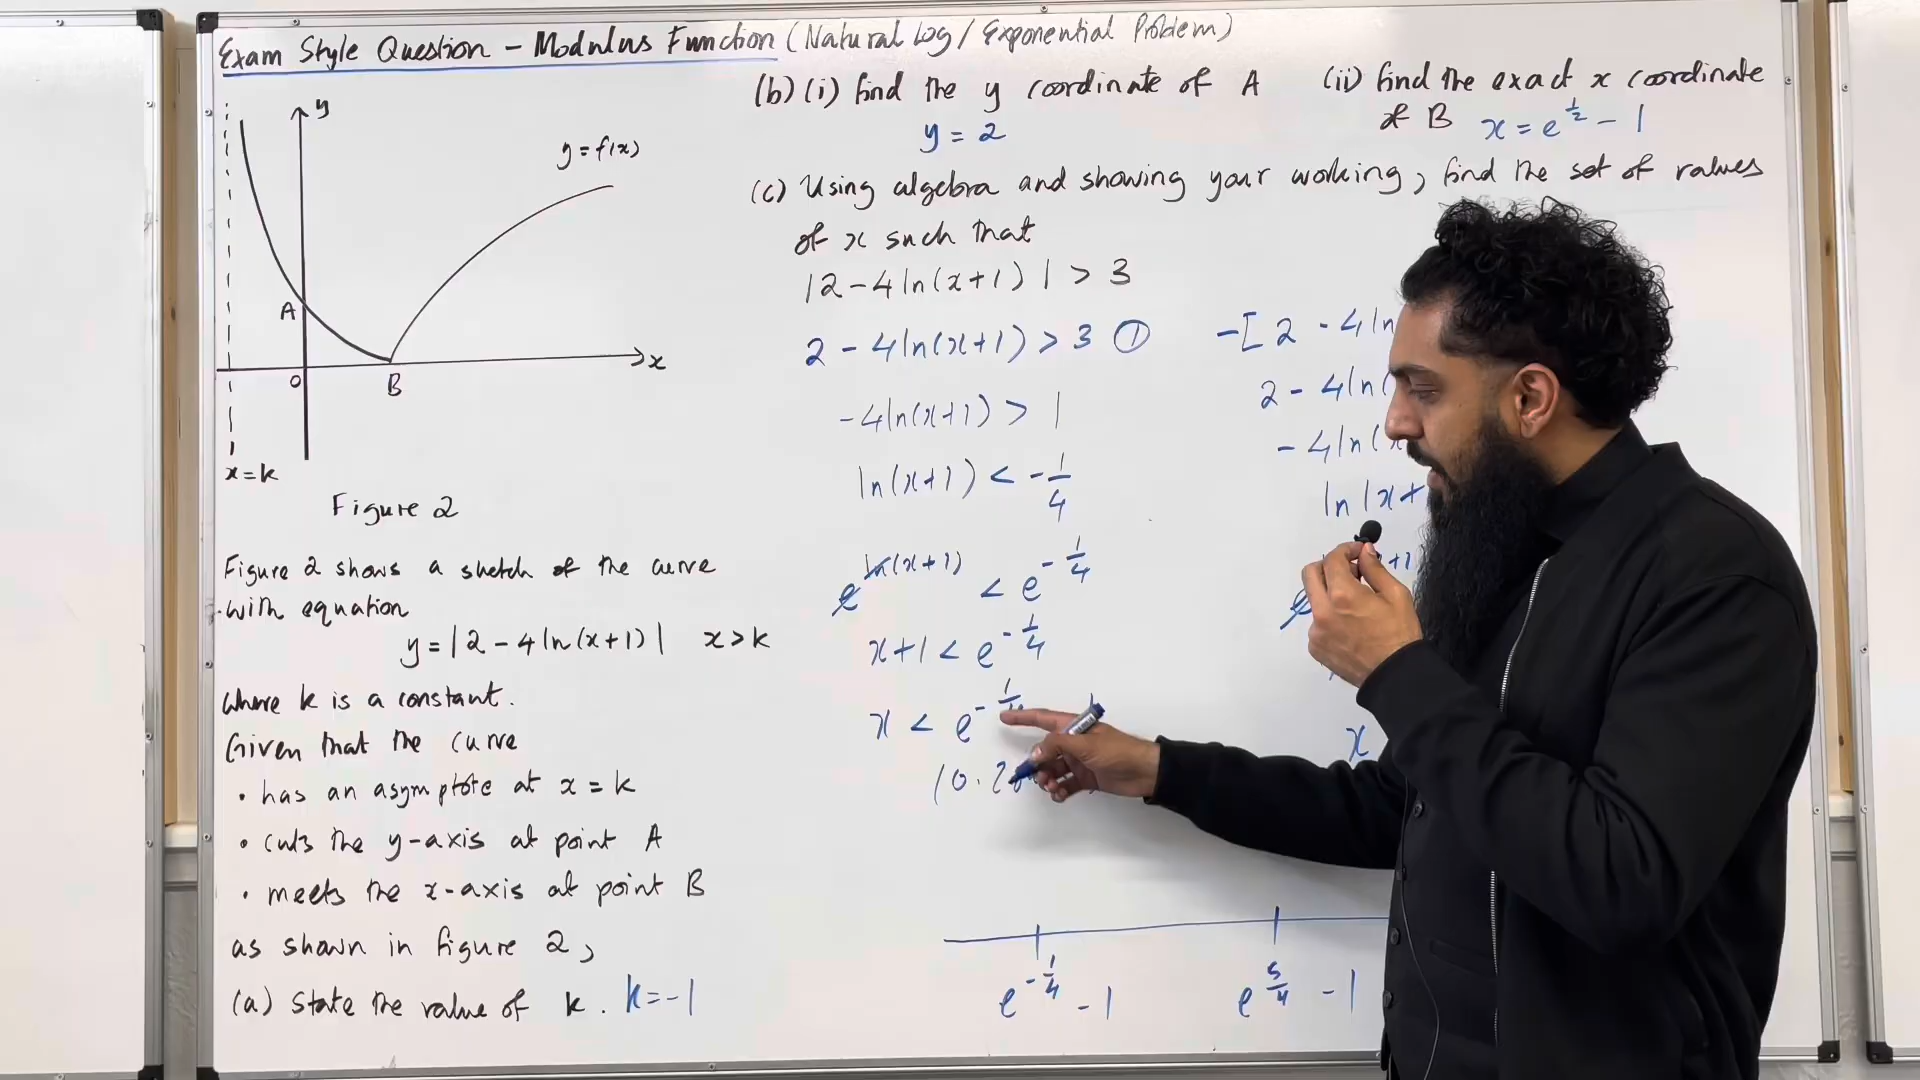 Exam Style Question - Modulus Function (Natural Log / Exponential Problem)
y
y = f(x)
A
O
B
x
x = k
Figure 2
Figure 2 shows a sketch of the curve
with equation
y = | 2 - 4 ln(x+1) | x > k
where k is a constant.
Given that the curve
• has an asymptote at x = k
• cuts the y-axis at point A
• meets the x-axis at point B
as shown in figure 2,
(a) State the value of k. k = -1
(b) (i) find the y coordinate of A
y = 2
(ii) find the exact x coordinate
of B x = e^{1/2} - 1
(c) Using algebra and showing your working, find the set of values
of x such that
|2 - 4 ln(x+1)| > 3
2 - 4 ln(x+1) > 3 ①
-4 ln(x+1) > 1
ln(x+1) < -1/4
e^{ln(x+1)} < e^{-1/4}
x+1 < e^{-1/4}
x < e^{-1/4}
-[2 - 4 ln
2 - 4 ln(
- 4 ln(
ln(x+
x
e^{-1/4} - 1
e^{5/4} - 1